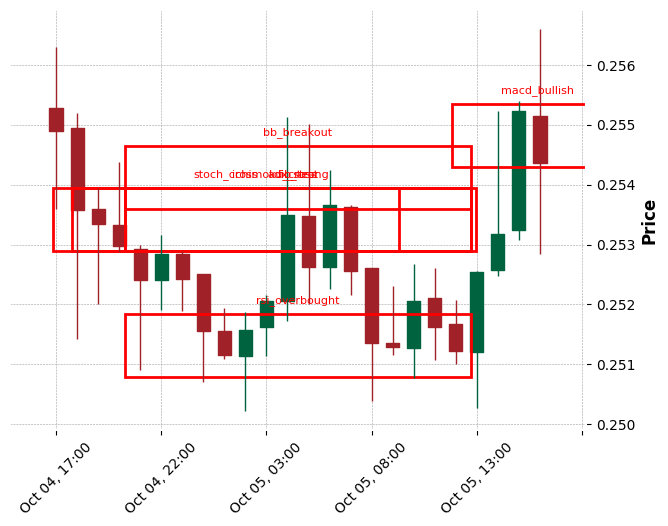 macd_bullish
bb_breakout
rsi_overbought
0.256
0.255
0.254
0.253
0.252
0.251
0.250
Price
Oct 04, 17:00
Oct 04, 22:00
Oct 05, 03:00
Oct 05, 08:00
Oct 05, 13:00